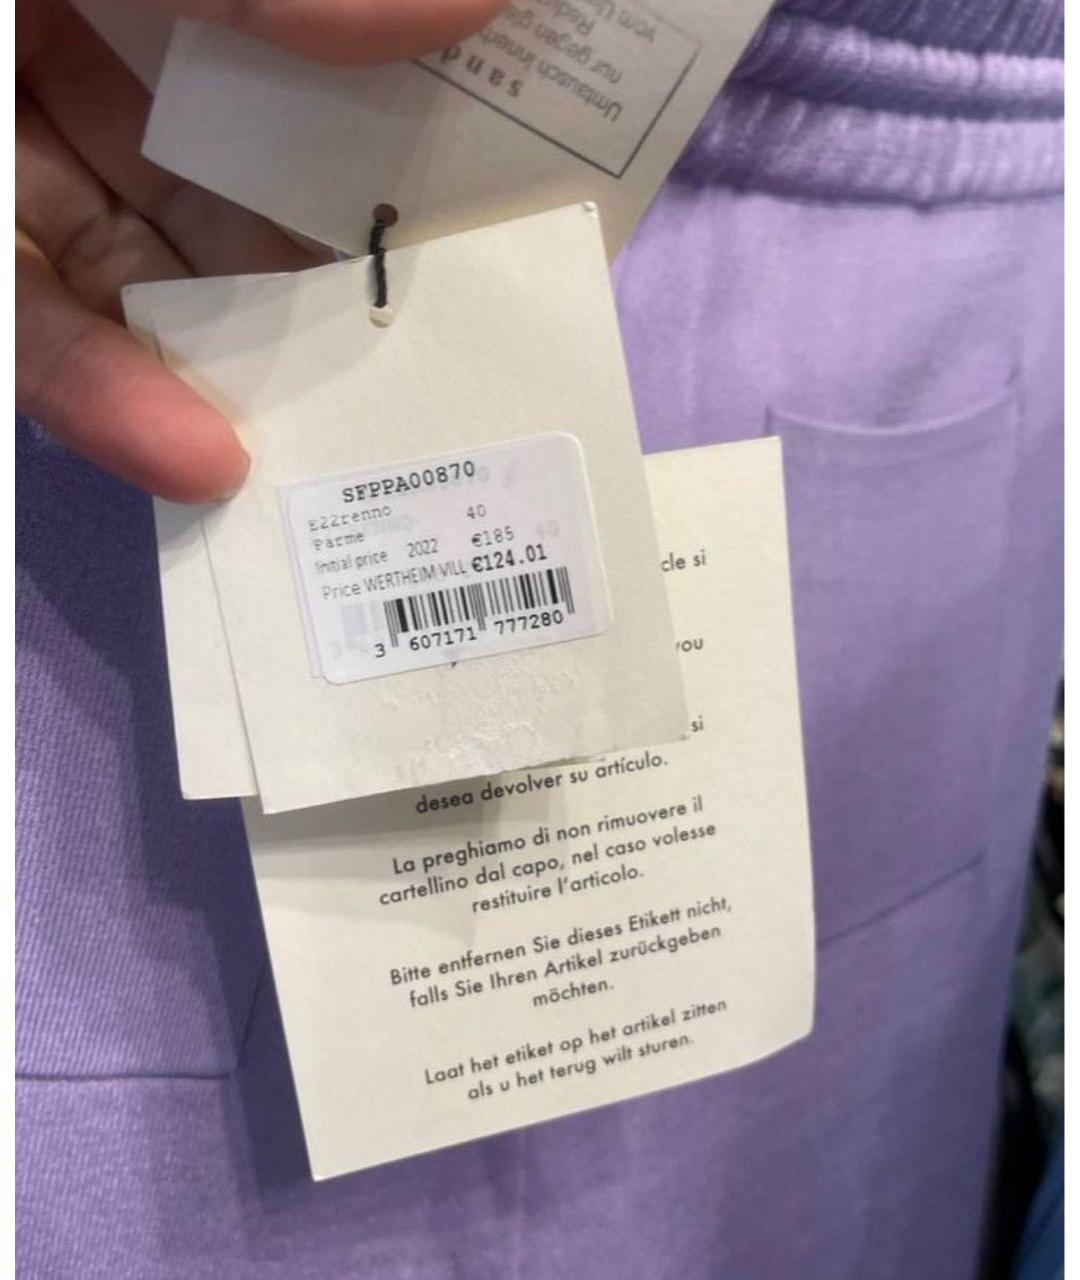 sand
Umtausch innerh
nur gegen gle
Redu
vom U
SFPPA00870
E22renno 40
Parme
Initial price 2022 €185
Price WERTHEIM VILL €124.01
3 607171 777280
cle si
you
si
desea devolver su artículo.
La preghiamo di non rimuovere il
cartellino dal capo, nel caso volesse
restituire l'articolo.
Bitte entfernen Sie dieses Etikett nicht,
falls Sie Ihren Artikel zurückgeben
möchten.
Laat het etiket op het artikel zitten
als u het terug wilt sturen.